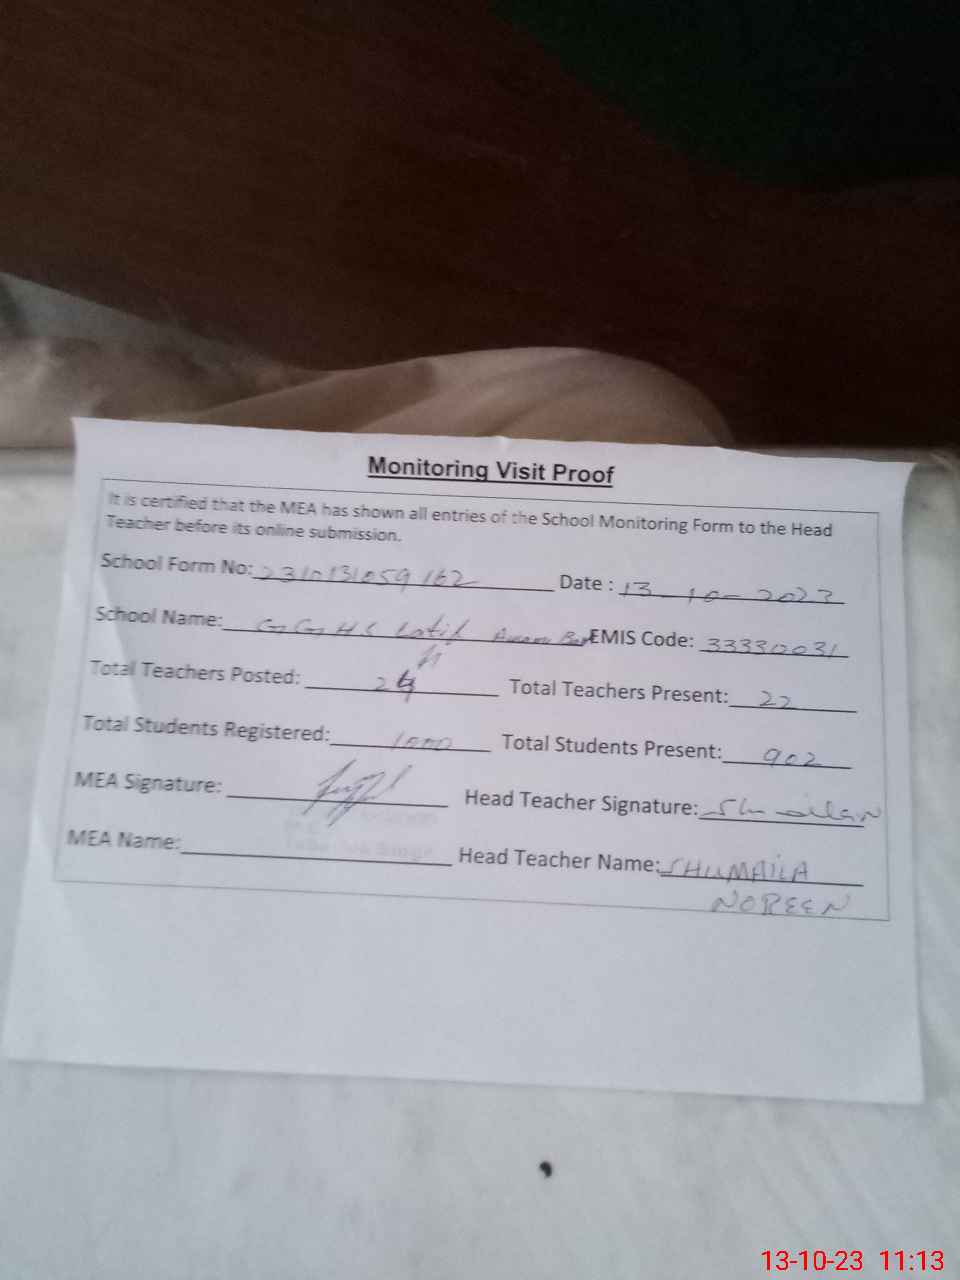 Monitoring Visit Proof
It is certified that the MEA has shown all entries of the School Monitoring Form to the Head
Teacher before its online submission.
School Form No: 2310131059162 Date : 13-10-2023
School Name: GGHS Latif EMIS Code: 33330031
Total Teachers Posted: 24 Total Teachers Present: 22
Total Students Registered: 1000 Total Students Present: 902
MEA Signature: Head Teacher Signature:
MEA Name: Head Teacher Name: SHUMAILA
NOREEN
13-10-23 11:13